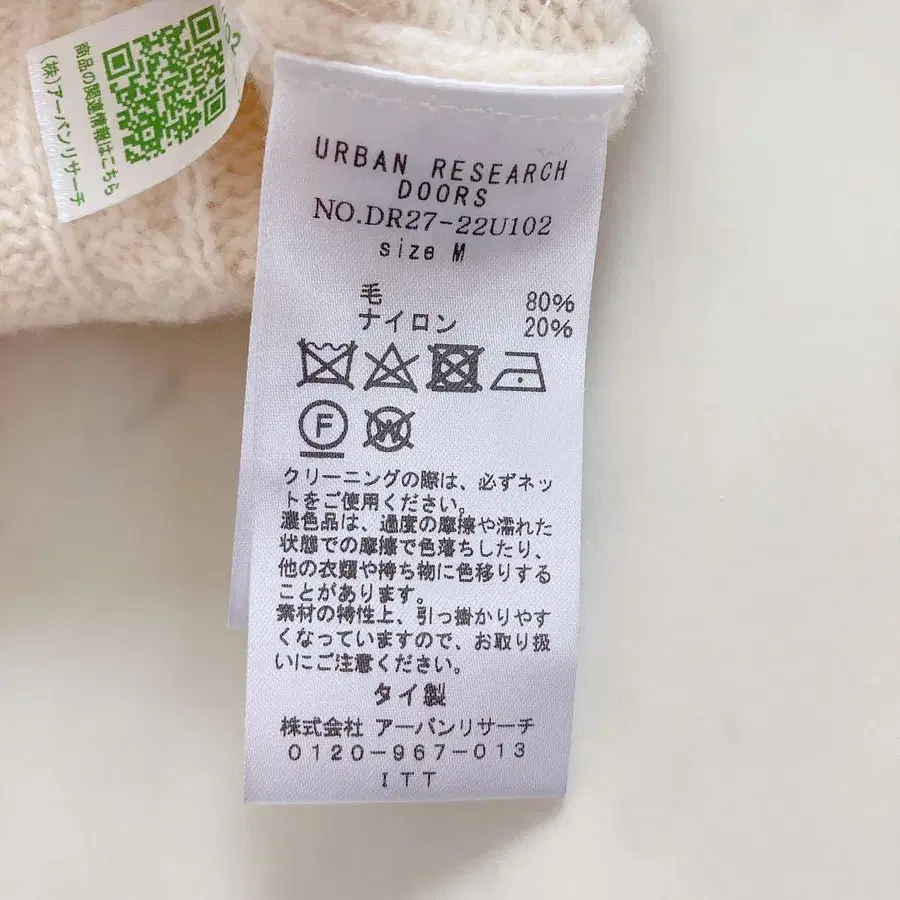 商品の関連情報はこちら
(株)アーバンリサーチ
URBAN RESEARCH
DOORS
NO.DR27-22U102
size M
毛 80%
ナイロン 20%
F W
クリーニングの際は、必ずネッ
トをご使用ください。
濃色品は、過度の摩擦や濡れた
状態での摩擦で色落ちしたり、
他の衣類や持ち物に色移りする
ことがあります。
素材の特性上、引っ掛かりやす
くなっていますので、お取り扱
いにご注意ください。
タイ製
株式会社 アーバンリサーチ
0120-967-013
ITT